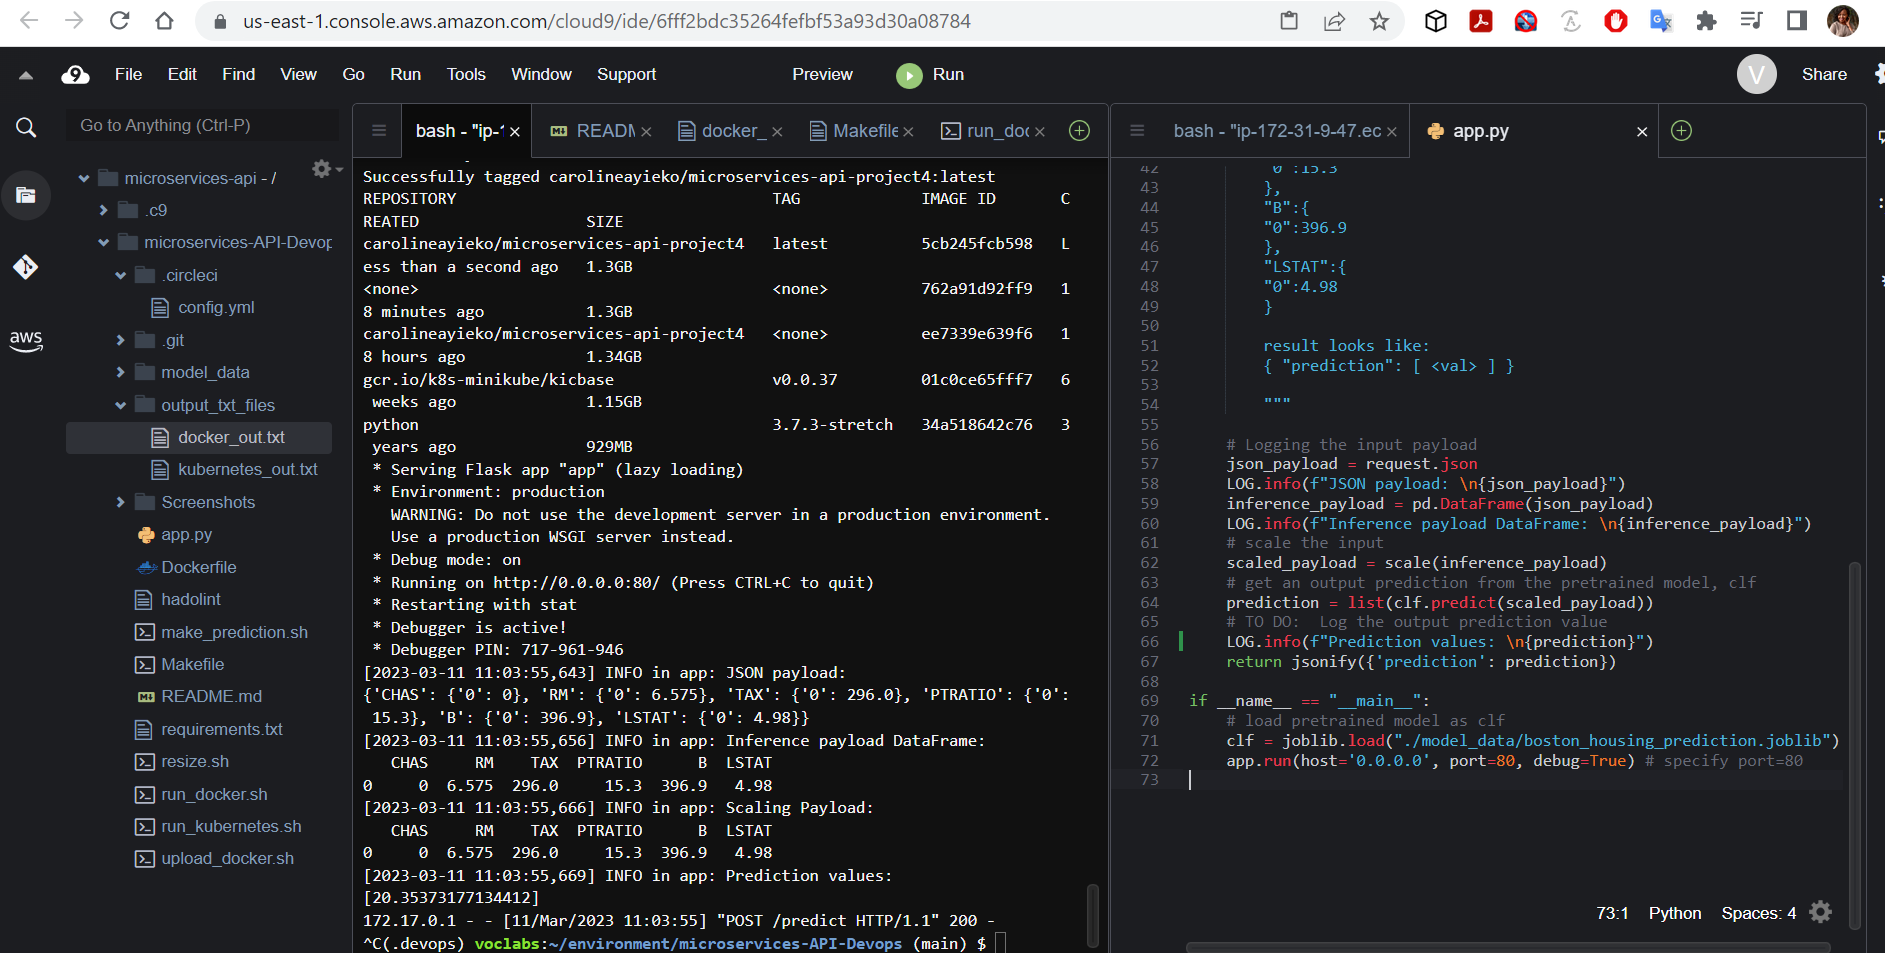 us-east-1.console.aws.amazon.com/cloud9/ide/6fff2bdc35264fefbf53a93d30a08784
9 File Edit Find View Go Run Tools Window Support Preview Run V Share
Go to Anything (Ctrl-P)
microservices-api - /
.c9
microservices-API-Devop
.circleci
config.yml
.git
model_data
output_txt_files
docker_out.txt
kubernetes_out.txt
Screenshots
app.py
Dockerfile
hadolint
make_prediction.sh
Makefile
README.md
requirements.txt
resize.sh
run_docker.sh
run_kubernetes.sh
upload_docker.sh
aws
bash - "ip-1 × READM × docker_ × Makefile × run_doc ×
Successfully tagged carolineayieko/microservices-api-project4:latest
REPOSITORY TAG IMAGE ID C
REATED SIZE
carolineayieko/microservices-api-project4 latest 5cb245fcb598 L
ess than a second ago 1.3GB
<none> <none> 762a91d92ff9 1
8 minutes ago 1.3GB
carolineayieko/microservices-api-project4 <none> ee7339e639f6 1
8 hours ago 1.34GB
gcr.io/k8s-minikube/kicbase v0.0.37 01c0ce65fff7 6
weeks ago 1.15GB
python 3.7.3-stretch 34a518642c76 3
years ago 929MB
* Serving Flask app "app" (lazy loading)
* Environment: production
WARNING: Do not use the development server in a production environment.
Use a production WSGI server instead.
* Debug mode: on
* Running on http://0.0.0.0:80/ (Press CTRL+C to quit)
* Restarting with stat
* Debugger is active!
* Debugger PIN: 717-961-946
[2023-03-11 11:03:55,643] INFO in app: JSON payload:
{'CHAS': {'0': 0}, 'RM': {'0': 6.575}, 'TAX': {'0': 296.0}, 'PTRATIO': {'0':
15.3}, 'B': {'0': 396.9}, 'LSTAT': {'0': 4.98}}
[2023-03-11 11:03:55,656] INFO in app: Inference payload DataFrame:
CHAS RM TAX PTRATIO B LSTAT
0 0 6.575 296.0 15.3 396.9 4.98
[2023-03-11 11:03:55,666] INFO in app: Scaling Payload:
CHAS RM TAX PTRATIO B LSTAT
0 0 6.575 296.0 15.3 396.9 4.98
[2023-03-11 11:03:55,669] INFO in app: Prediction values:
[20.35373177134412]
172.17.0.1 - - [11/Mar/2023 11:03:55] "POST /predict HTTP/1.1" 200 -
^C(.devops) voclabs:~/environment/microservices-API-Devops (main) $
bash - "ip-172-31-9-47.ec × app.py ×
42 "0":15.3
43 },
44 "B":{
45 "0":396.9
46 },
47 "LSTAT":{
48 "0":4.98
49 }
50
51 result looks like:
52 { "prediction": [ <val> ] }
53
54 """
55
56 # Logging the input payload
57 json_payload = request.json
58 LOG.info(f"JSON payload: \n{json_payload}")
59 inference_payload = pd.DataFrame(json_payload)
60 LOG.info(f"Inference payload DataFrame: \n{inference_payload}")
61 # scale the input
62 scaled_payload = scale(inference_payload)
63 # get an output prediction from the pretrained model, clf
64 prediction = list(clf.predict(scaled_payload))
65 # TO DO: Log the output prediction value
66 LOG.info(f"Prediction values: \n{prediction}")
67 return jsonify({'prediction': prediction})
68
69 if __name__ == "__main__":
70 # load pretrained model as clf
71 clf = joblib.load("./model_data/boston_housing_prediction.joblib")
72 app.run(host='0.0.0.0', port=80, debug=True) # specify port=80
73
73:1 Python Spaces: 4